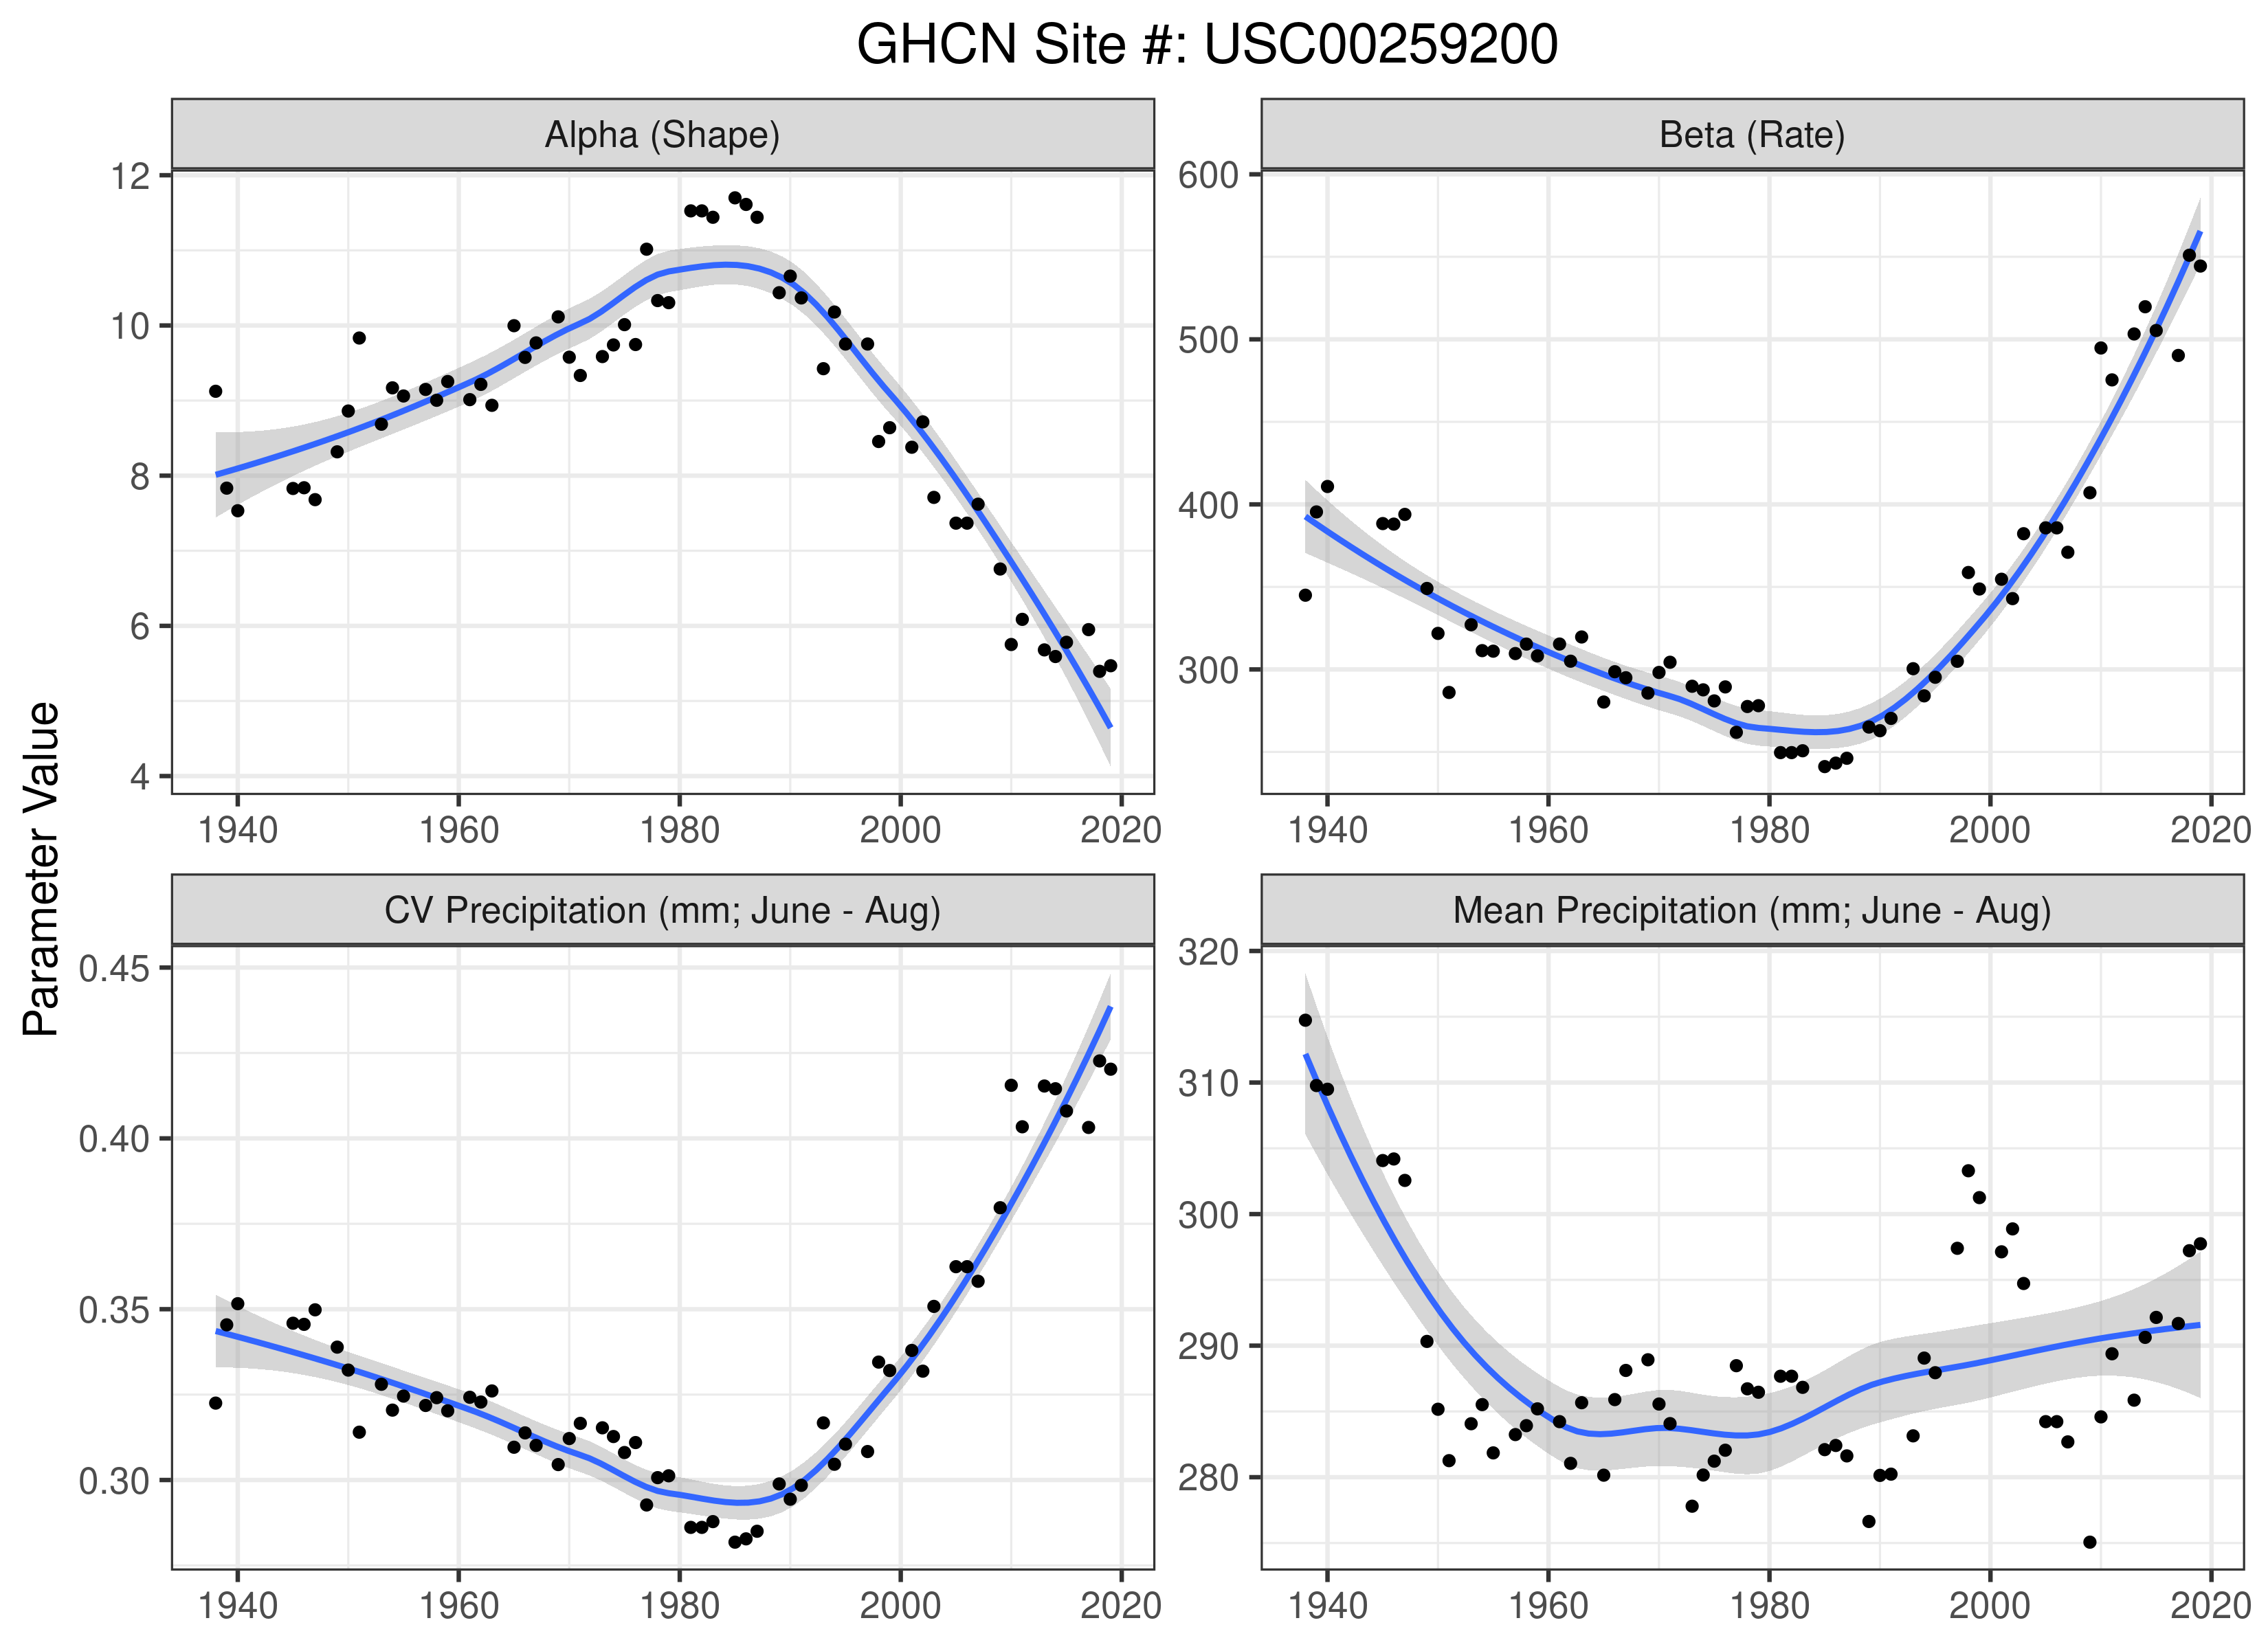 GHCN Site #: USC00259200
Alpha (Shape)
Beta (Rate)
12
10
8
6
4
600
500
400
300
1940 1960 1980 2000 2020
1940 1960 1980 2000 2020
Parameter Value
CV Precipitation (mm; June - Aug)
Mean Precipitation (mm; June - Aug)
0.45
0.40
0.35
0.30
320
310
300
290
280
1940 1960 1980 2000 2020
1940 1960 1980 2000 2020